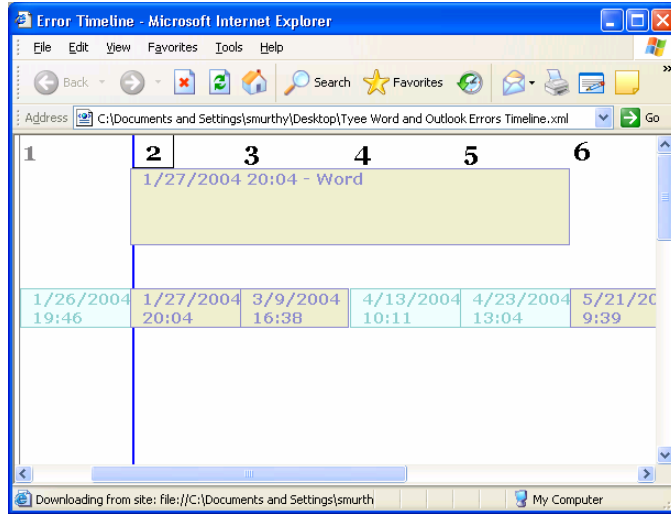 Error Timeline - Microsoft Internet Explorer
File Edit View Favorites Tools Help
Back Search Favorites »
Address C:\Documents and Settings\smurthy\Desktop\Tyee Word and Outlook Errors Timeline.xml Go
1 2 3 4 5 6
1/27/2004 20:04 - Word
1/26/2004 1/27/2004 3/9/2004 4/13/2004 4/23/2004 5/21/20
19:46 20:04 16:38 10:11 13:04 9:39
Downloading from site: file://C:\Documents and Settings\smurth My Computer